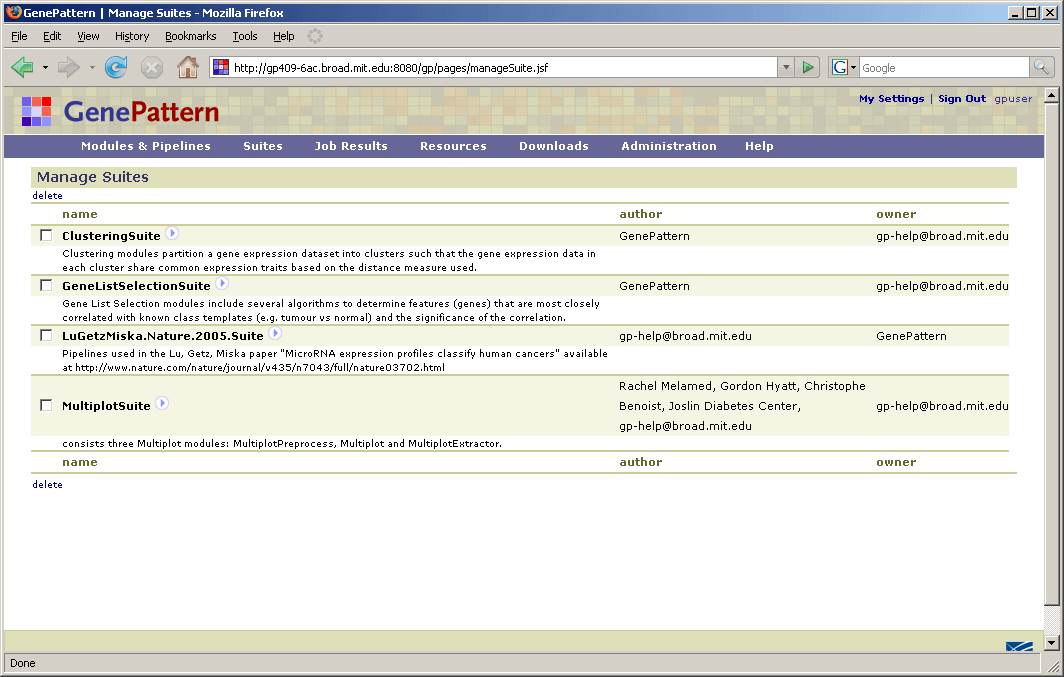 GenePattern | Manage Suites - Mozilla Firefox
File Edit View History Bookmarks Tools Help
http://gp409-6ac.broad.mit.edu:8080/gp/pages/manageSuite.jsf
G Google
GenePattern
My Settings | Sign Out gpuser
Modules & Pipelines Suites Job Results Resources Downloads Administration Help
Manage Suites
delete
name author owner
ClusteringSuite GenePattern gp-help@broad.mit.edu
Clustering modules partition a gene expression dataset into clusters such that the gene expression data in
each cluster share common expression traits based on the distance measure used.
GeneListSelectionSuite GenePattern gp-help@broad.mit.edu
Gene List Selection modules include several algorithms to determine features (genes) that are most closely
correlated with known class templates (e.g. tumour vs normal) and the significance of the correlation.
LuGetzMiska.Nature.2005.Suite gp-help@broad.mit.edu GenePattern
Pipelines used in the Lu, Getz, Miska paper "MicroRNA expression profiles classify human cancers" available
at http://www.nature.com/nature/journal/v435/n7043/full/nature03702.html
Rachel Melamed, Gordon Hyatt, Christophe
MultiplotSuite Benoist, Joslin Diabetes Center, gp-help@broad.mit.edu
gp-help@broad.mit.edu
consists three Multiplot modules: MultiplotPreprocess, Multiplot and MultiplotExtractor.
name author owner
delete
Done